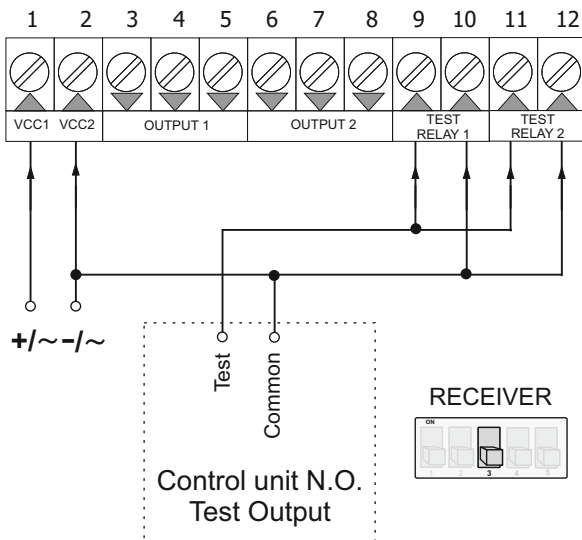 1 2 3 4 5 6 7 8 9 10 11 12
VCC1 VCC2 OUTPUT 1 OUTPUT 2 TEST RELAY 1 TEST RELAY 2
+/~ -/~
Test
Common
Control unit N.O.
Test Output
RECEIVER
ON
1 2 3 4 5